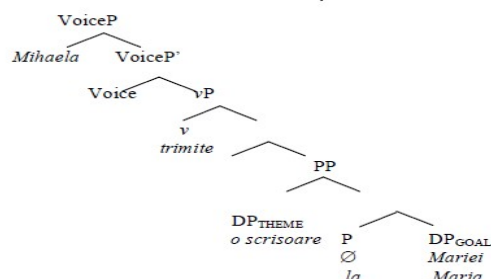 VoiceP
Mihaela VoiceP'
Voice vP
v
trimite
PP
DPTHEME
o scrisoare P DPGOAL
∅ Mariei
la Maria